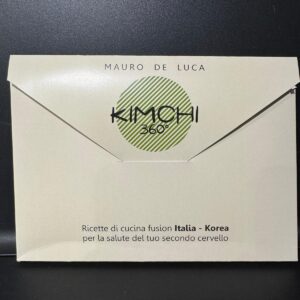 MAURO DE LUCA
KIMCHI
360°
Ricette di cucina fusion Italia - Korea
per la salute del tuo secondo cervello